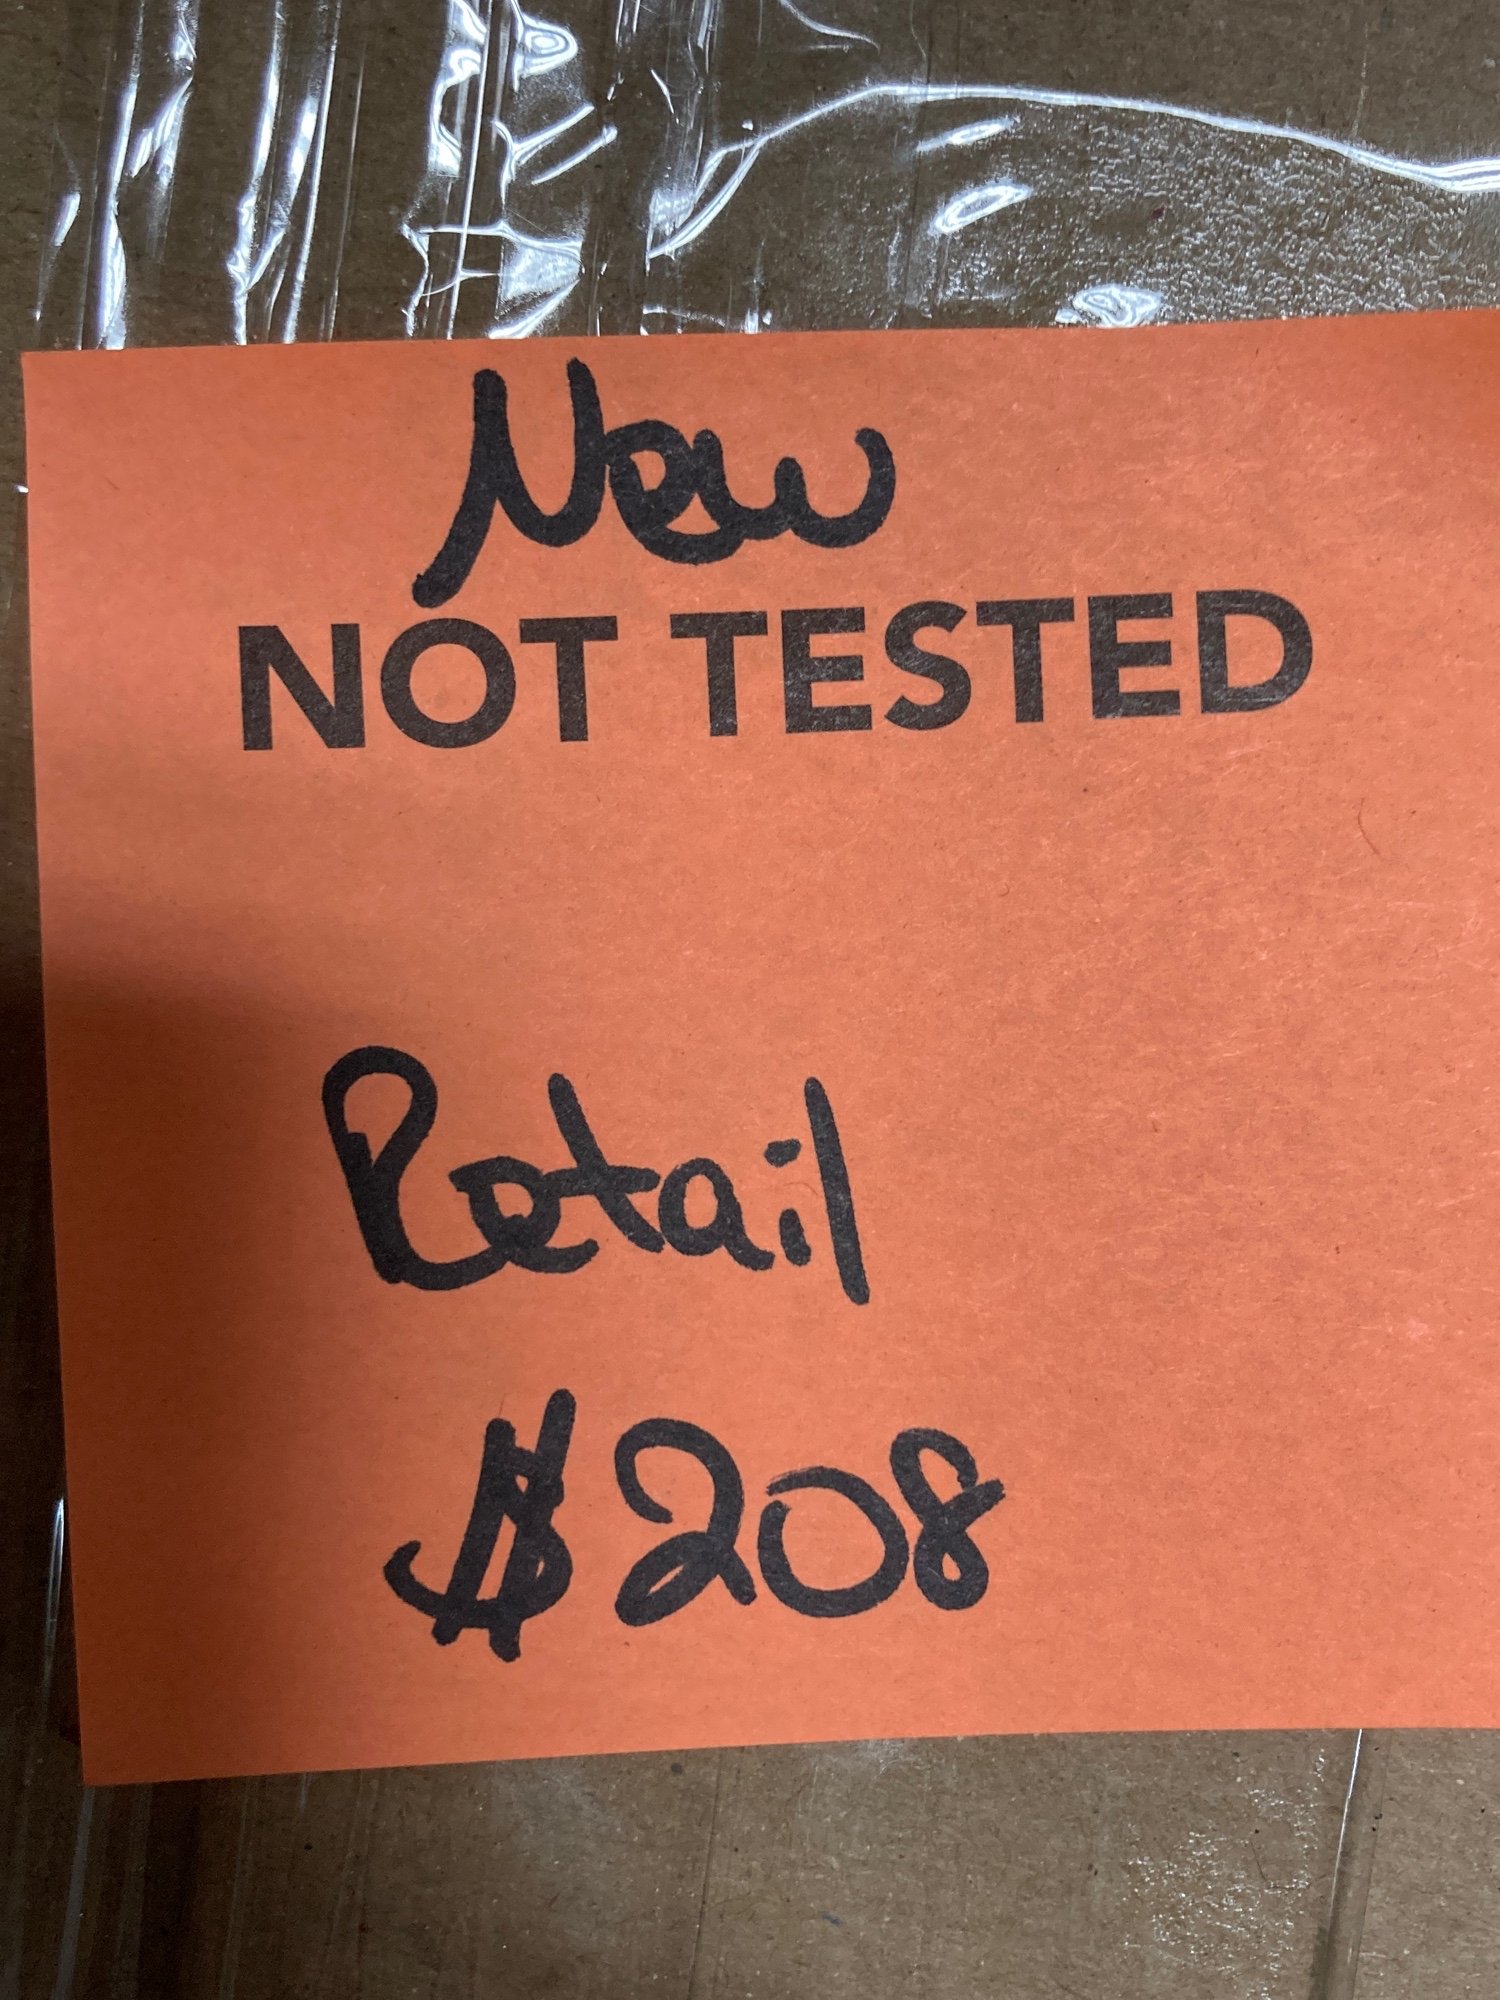 New
NOT TESTED
Retail
$208